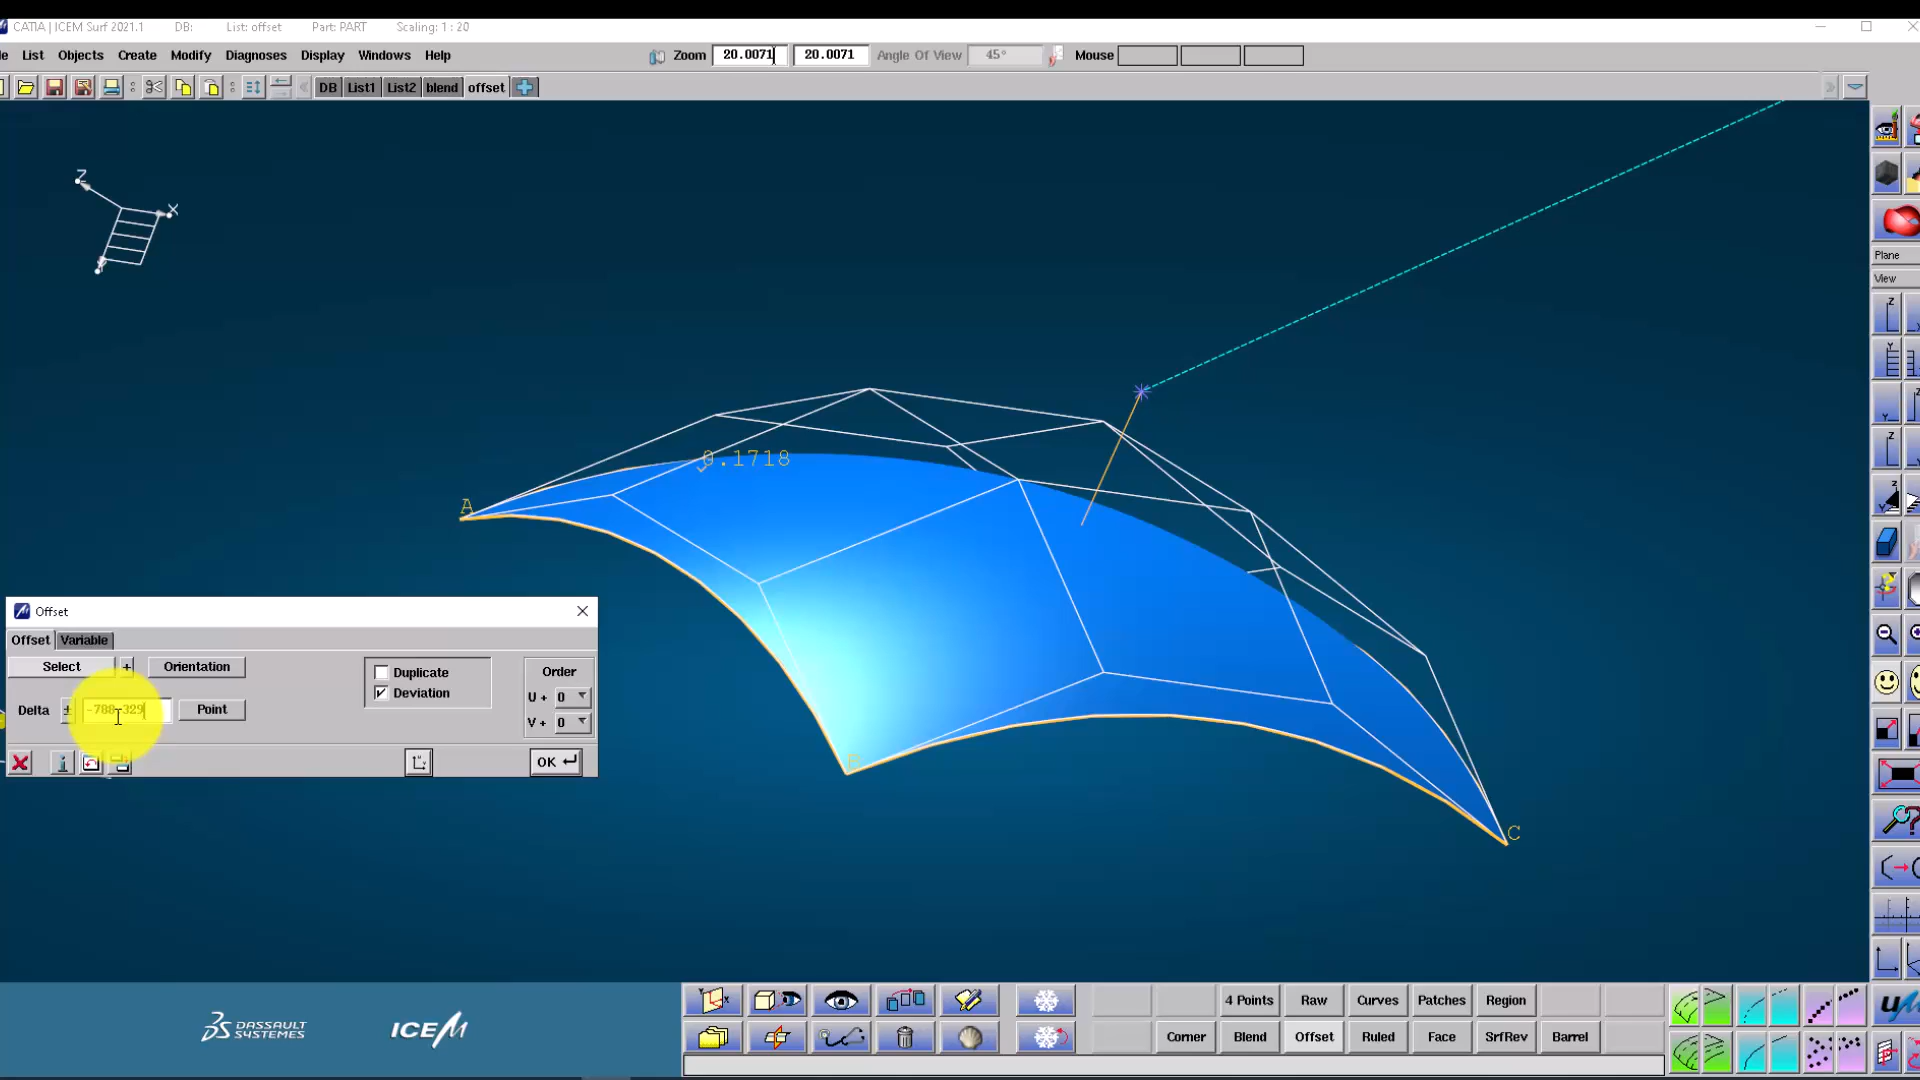 CATIA | ICEM Surf 2021.1 DB: List: offset Part: PART Scaling: 1 : 20
List Objects Create Modify Diagnoses Display Windows Help Zoom 20.0071 20.0071 Angle Of View 45° Mouse
DB List1 List2 blend offset
Z
X
Plane
View
0.1718
A
C
Offset
Offset Variable
Select + Orientation
Duplicate
Deviation
Order
U + 0
V + 0
Delta ± Point
OK
DASSAULT SYSTEMES
ICEM
4 Points Raw Curves Patches Region
Corner Blend Offset Ruled Face SrfRev Barrel